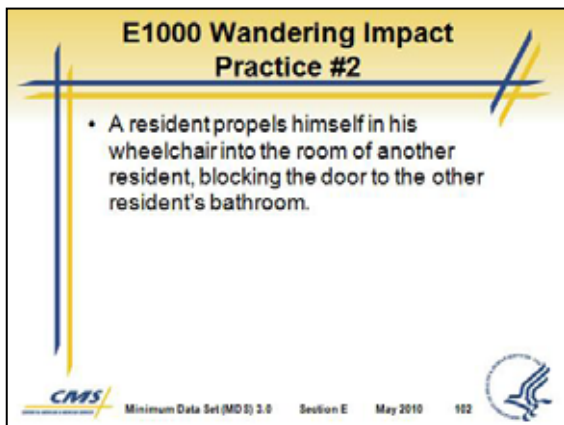 E1000 Wandering Impact
Practice #2
• A resident propels himself in his
wheelchair into the room of another
resident, blocking the door to the other
resident's bathroom.
CMS
Minimum Data Set (MDS) 3.0 Section E May 2010 102